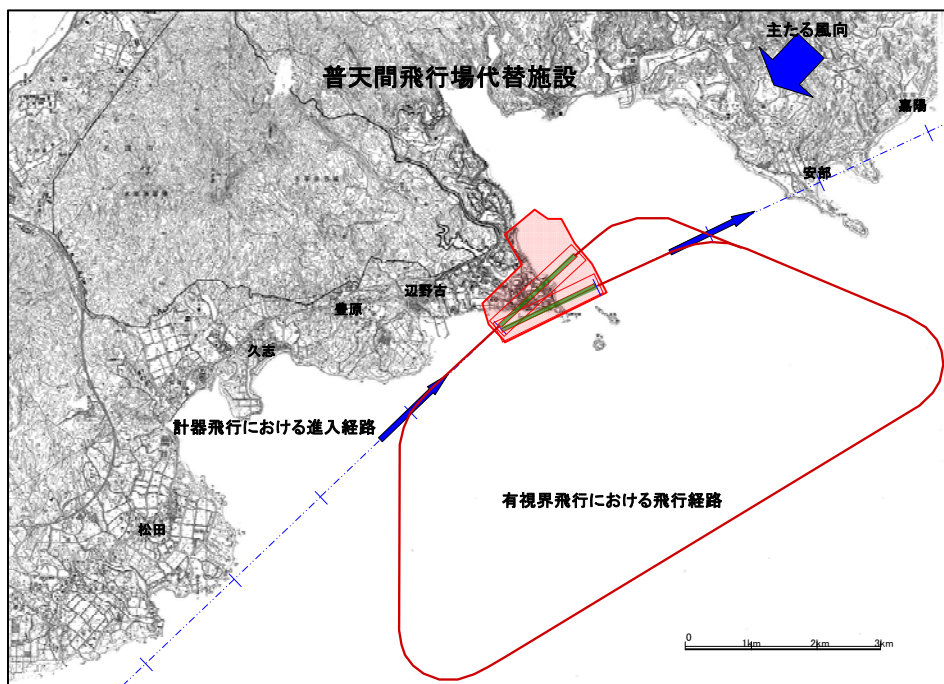 主たる風向
普天間飛行場代替施設
嘉陽
安部
辺野古
豊原
久志
計器飛行における進入経路
有視界飛行における飛行経路
松田
0 1km 2km 3km